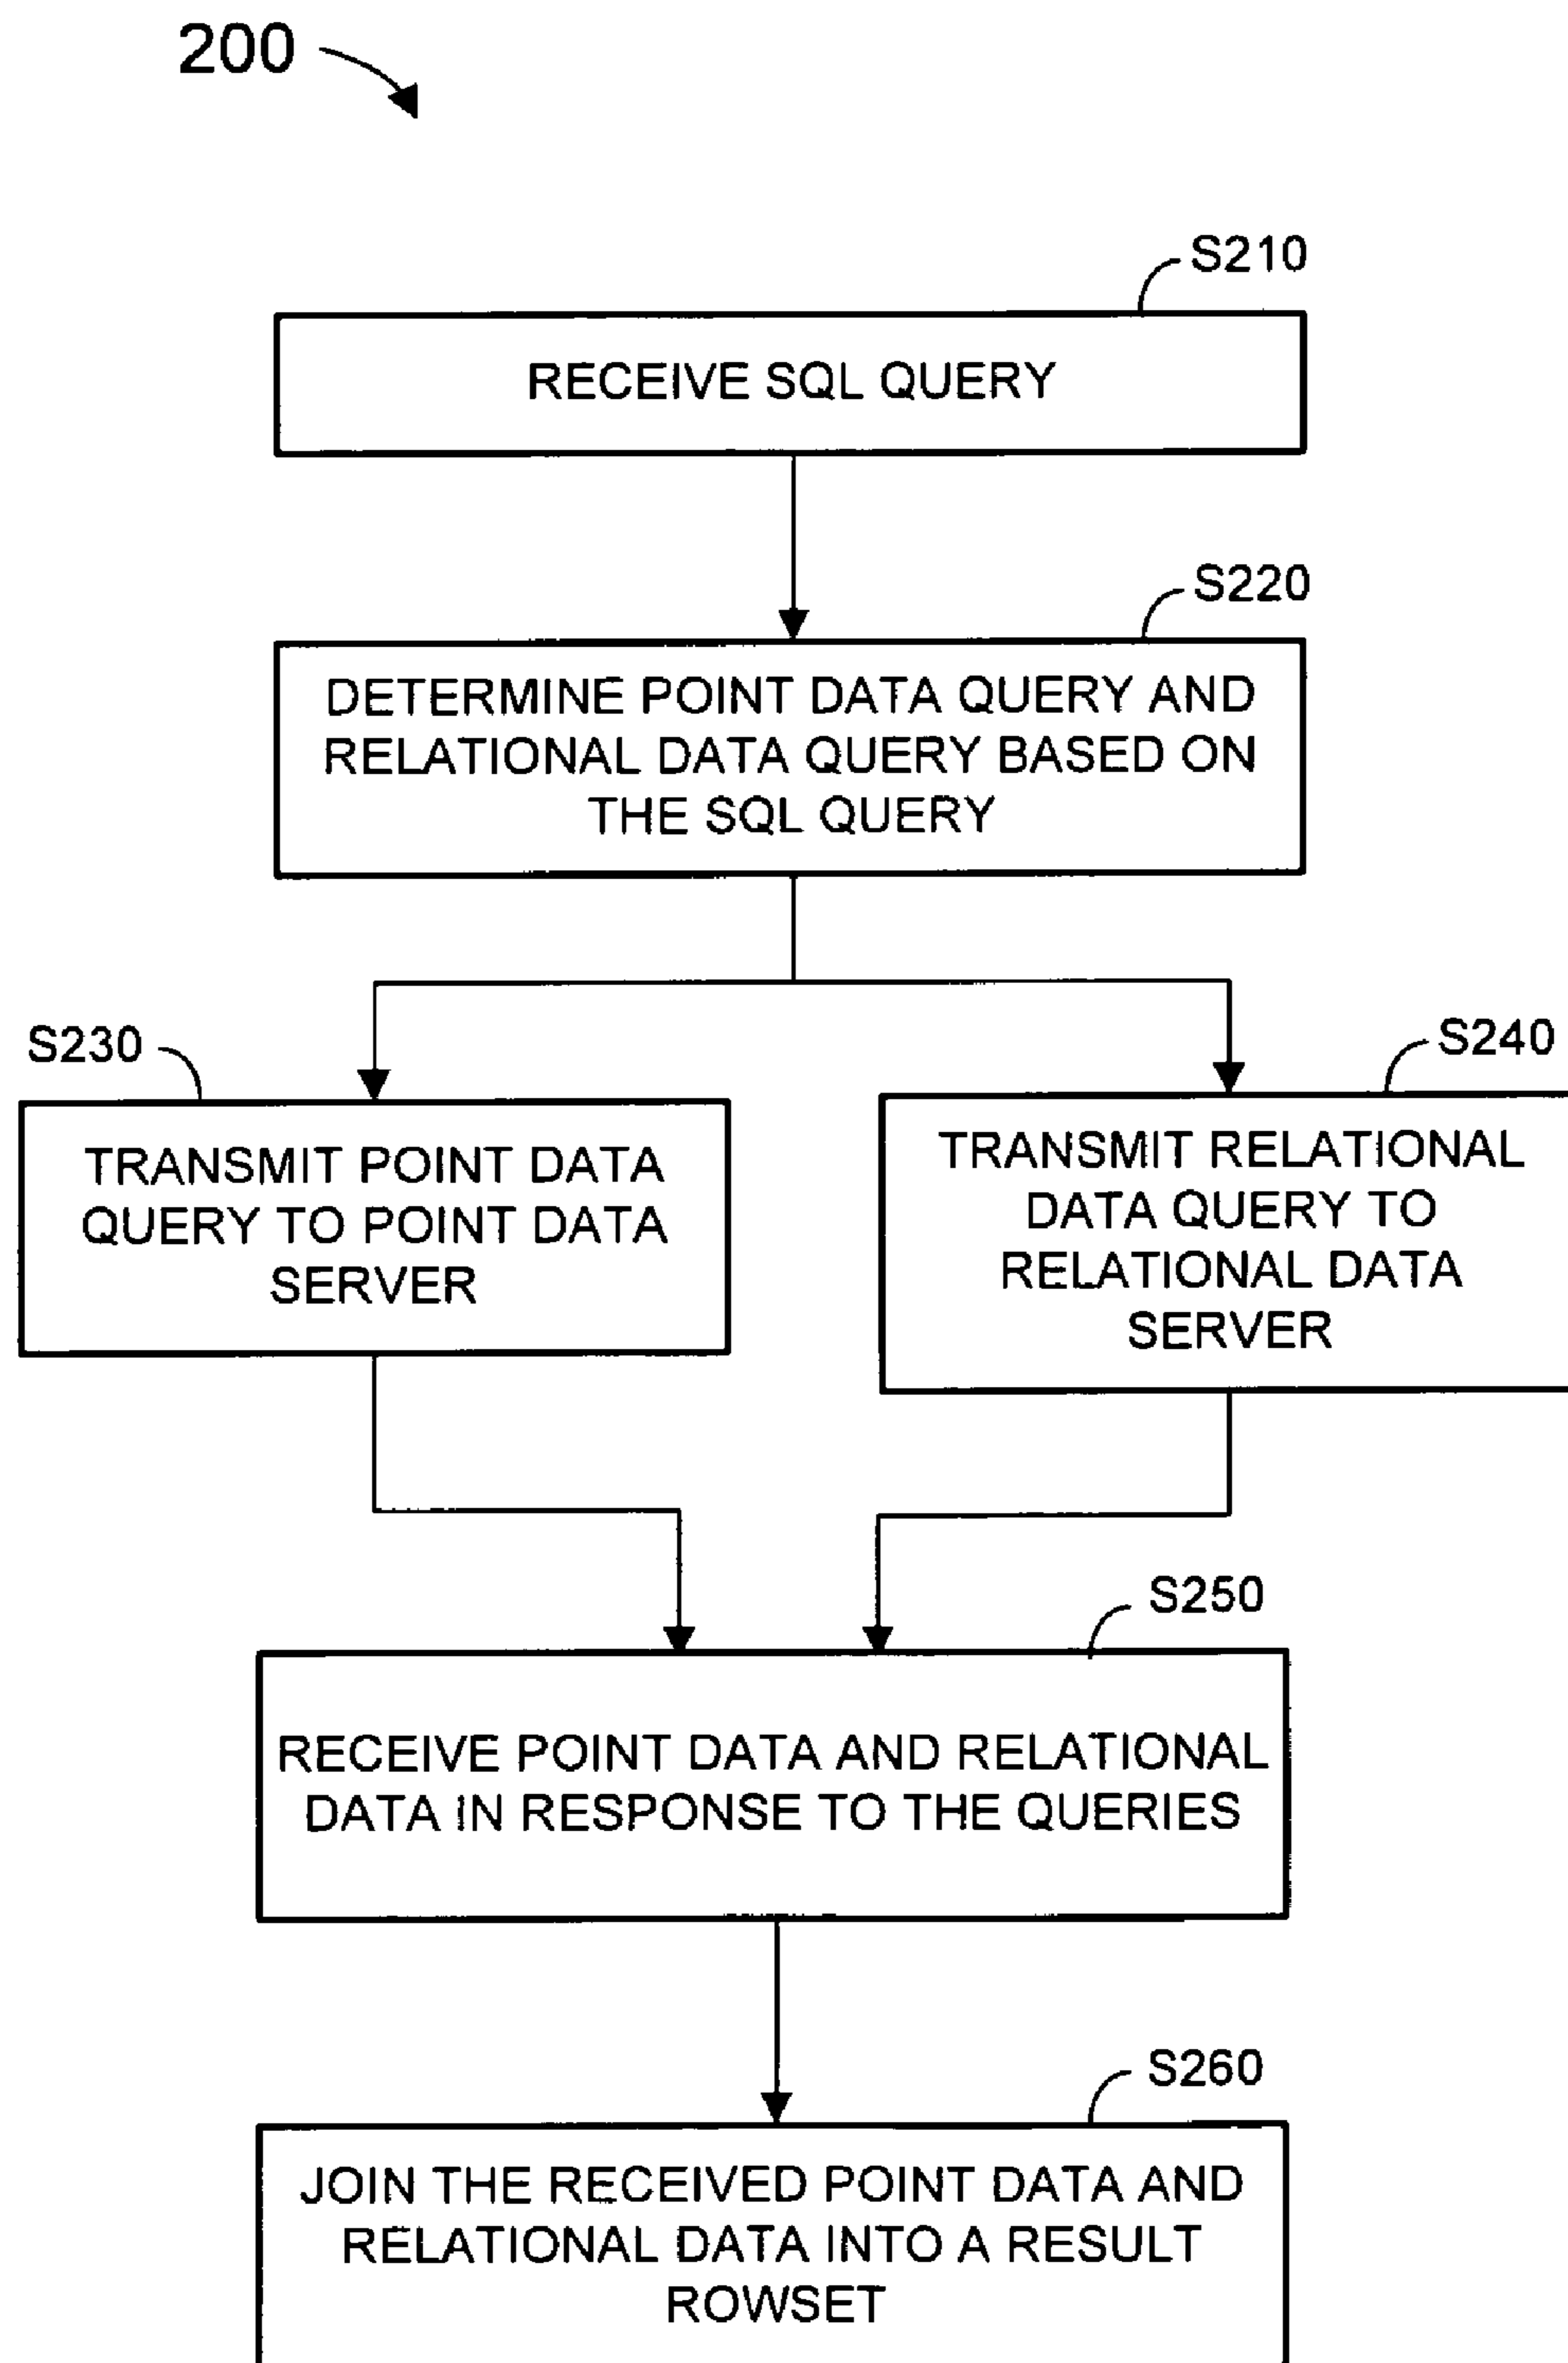 200
S210
RECEIVE SQL QUERY
S220
DETERMINE POINT DATA QUERY AND
RELATIONAL DATA QUERY BASED ON
THE SQL QUERY
S230
TRANSMIT POINT DATA
QUERY TO POINT DATA
SERVER
S240
TRANSMIT RELATIONAL
DATA QUERY TO
RELATIONAL DATA
SERVER
S250
RECEIVE POINT DATA AND RELATIONAL
DATA IN RESPONSE TO THE QUERIES
S260
JOIN THE RECEIVED POINT DATA AND
RELATIONAL DATA INTO A RESULT
ROWSET